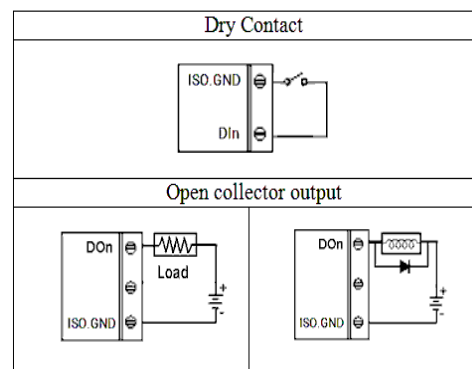 Dry Contact
ISO.GND
DIn
Open collector output
DOn
Load
+
-
ISO.GND
DOn
+
-
ISO.GND